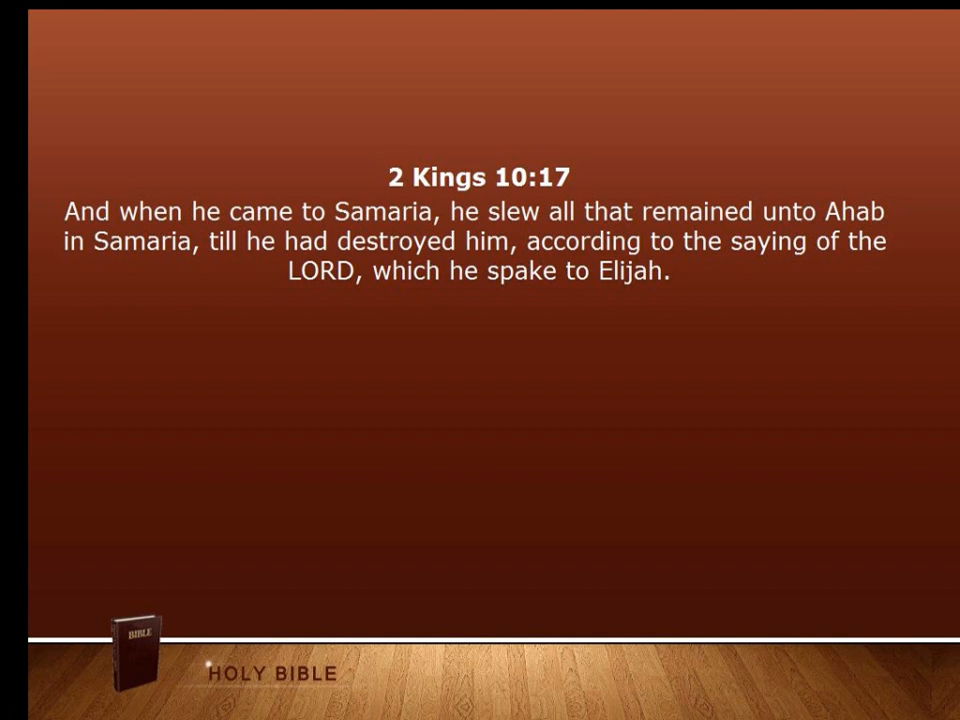 2 Kings 10:17
And when he came to Samaria, he slew all that remained unto Ahab
in Samaria, till he had destroyed him, according to the saying of the
LORD, which he spake to Elijah.
BIBLE
HOLY BIBLE